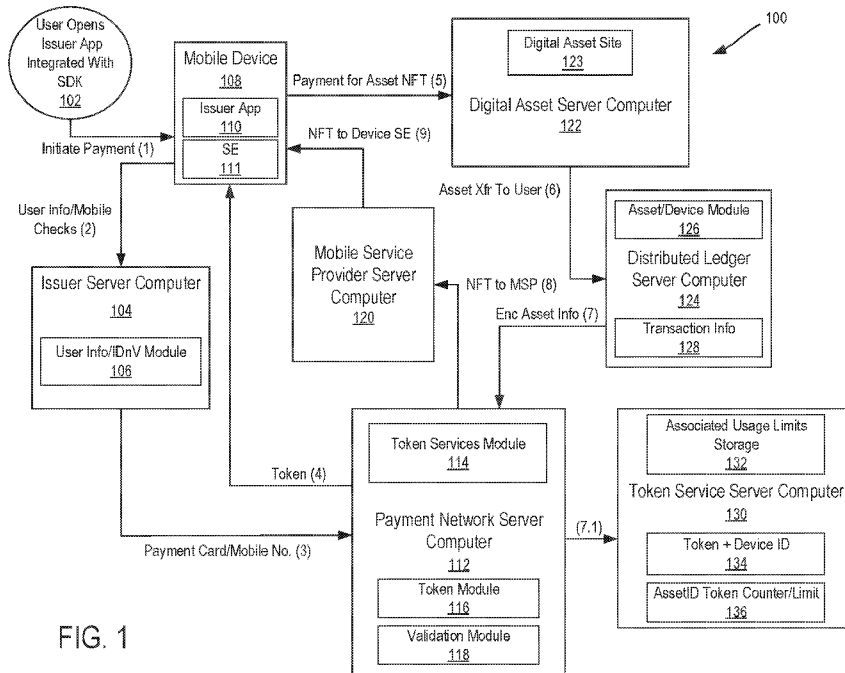 User Opens
Issuer App
Integrated With
SDK
102
Initiate Payment (1)
Mobile Device
108
Issuer App
110
SE
111
Payment for Asset NFT (5)
NFT to Device SE (9)
Digital Asset Site
123
Digital Asset Server Computer
122
100
User Info/Mobile
Checks (2)
Asset Xfr To User (6)
Issuer Server Computer
104
User Info/IDnV Module
106
Mobile Service
Provider Server
Computer
120
NFT to MSP (8)
Enc Asset Info (7)
Asset/Device Module
126
Distributed Ledger
Server Computer
124
Transaction Info
128
Token (4)
Payment Card/Mobile No. (3)
Token Services Module
114
Payment Network Server
Computer
112
Token Module
116
Validation Module
118
(7.1)
Associated Usage Limits
Storage
132
Token Service Server Computer
130
Token + Device ID
134
AssetID Token Counter/Limit
136
FIG. 1